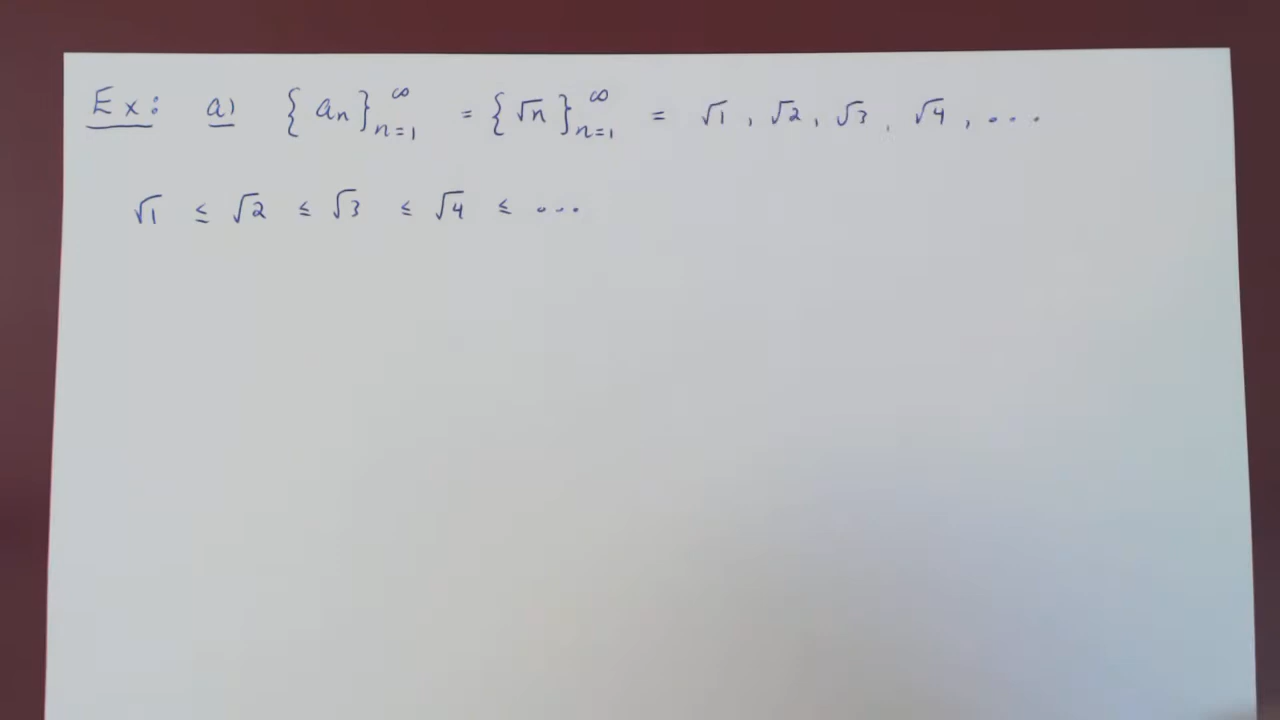 Ex: a) {aₙ}ₙ₌₁^∞ = {√n}ₙ₌₁^∞ = √1, √2, √3, √4, ...
√1 ≤ √2 ≤ √3 ≤ √4 ≤ ...